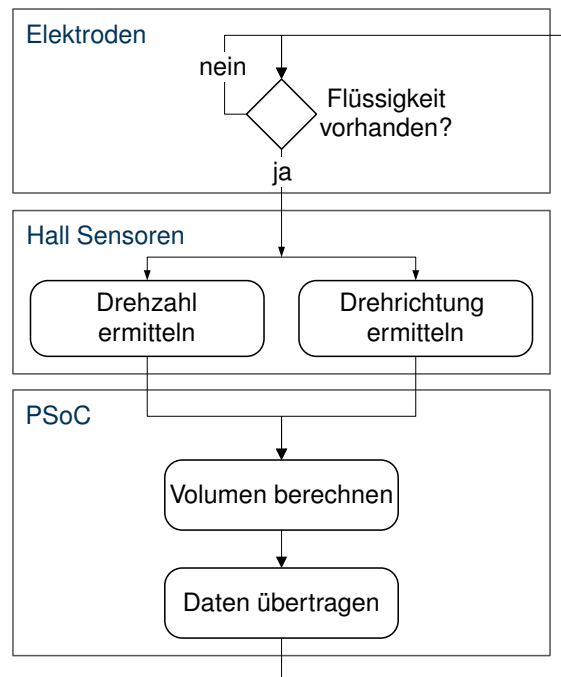 Elektroden
nein
Flüssigkeit
vorhanden?
ja
Hall Sensoren
Drehzahl
ermitteln
Drehrichtung
ermitteln
PSoC
Volumen berechnen
Daten übertragen